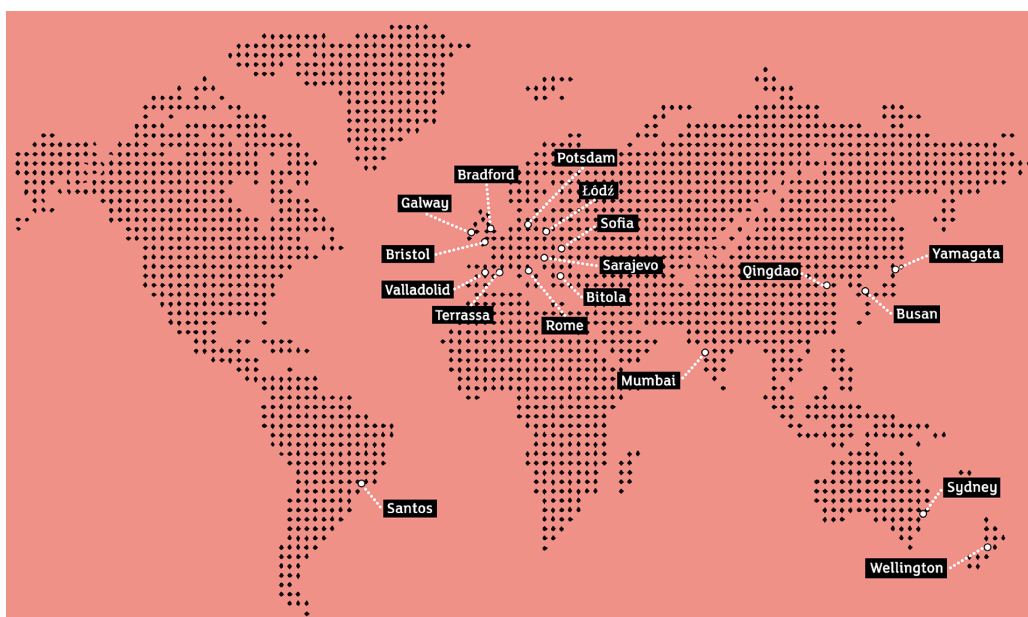 Potsdam
Bradford
Łódź
Galway
Sofia
Bristol
Yamagata
Sarajevo
Qingdao
Valladolid
Bitola
Terrassa
Busan
Rome
Mumbai
Sydney
Santos
Wellington